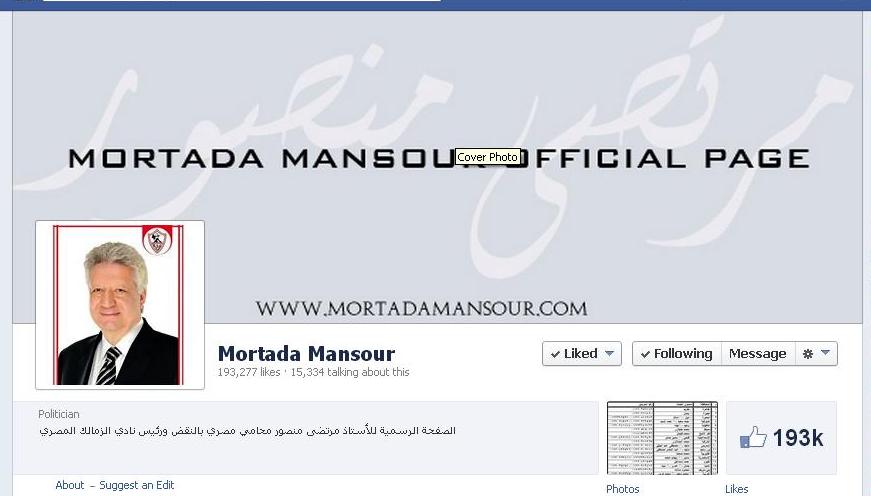 مرتضى منصور
MORTADA MANSOUR OFFICIAL PAGE
Cover Photo
WWW.MORTADAMANSOUR.COM
Mortada Mansour
193,277 likes · 15,334 talking about this
Liked
Following
Message
Politician
الصفحة الرسمية للأستاذ مرتضى منصور محامي مصري بالنقض ورئيس نادي الزمالك المصري
193k
About – Suggest an Edit
Photos
Likes